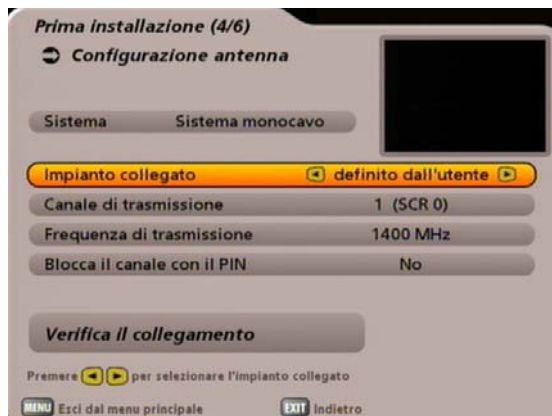 Prima installazione (4/6)
Configurazione antenna
Sistema Sistema monocavo
Impianto collegato definito dall'utente
Canale di trasmissione 1 (SCR 0)
Frequenza di trasmissione 1400 MHz
Blocca il canale con il PIN No
Verifica il collegamento
Premere per selezionare l'impianto collegato
MENU Esci dal menu principale EXIT Indietro